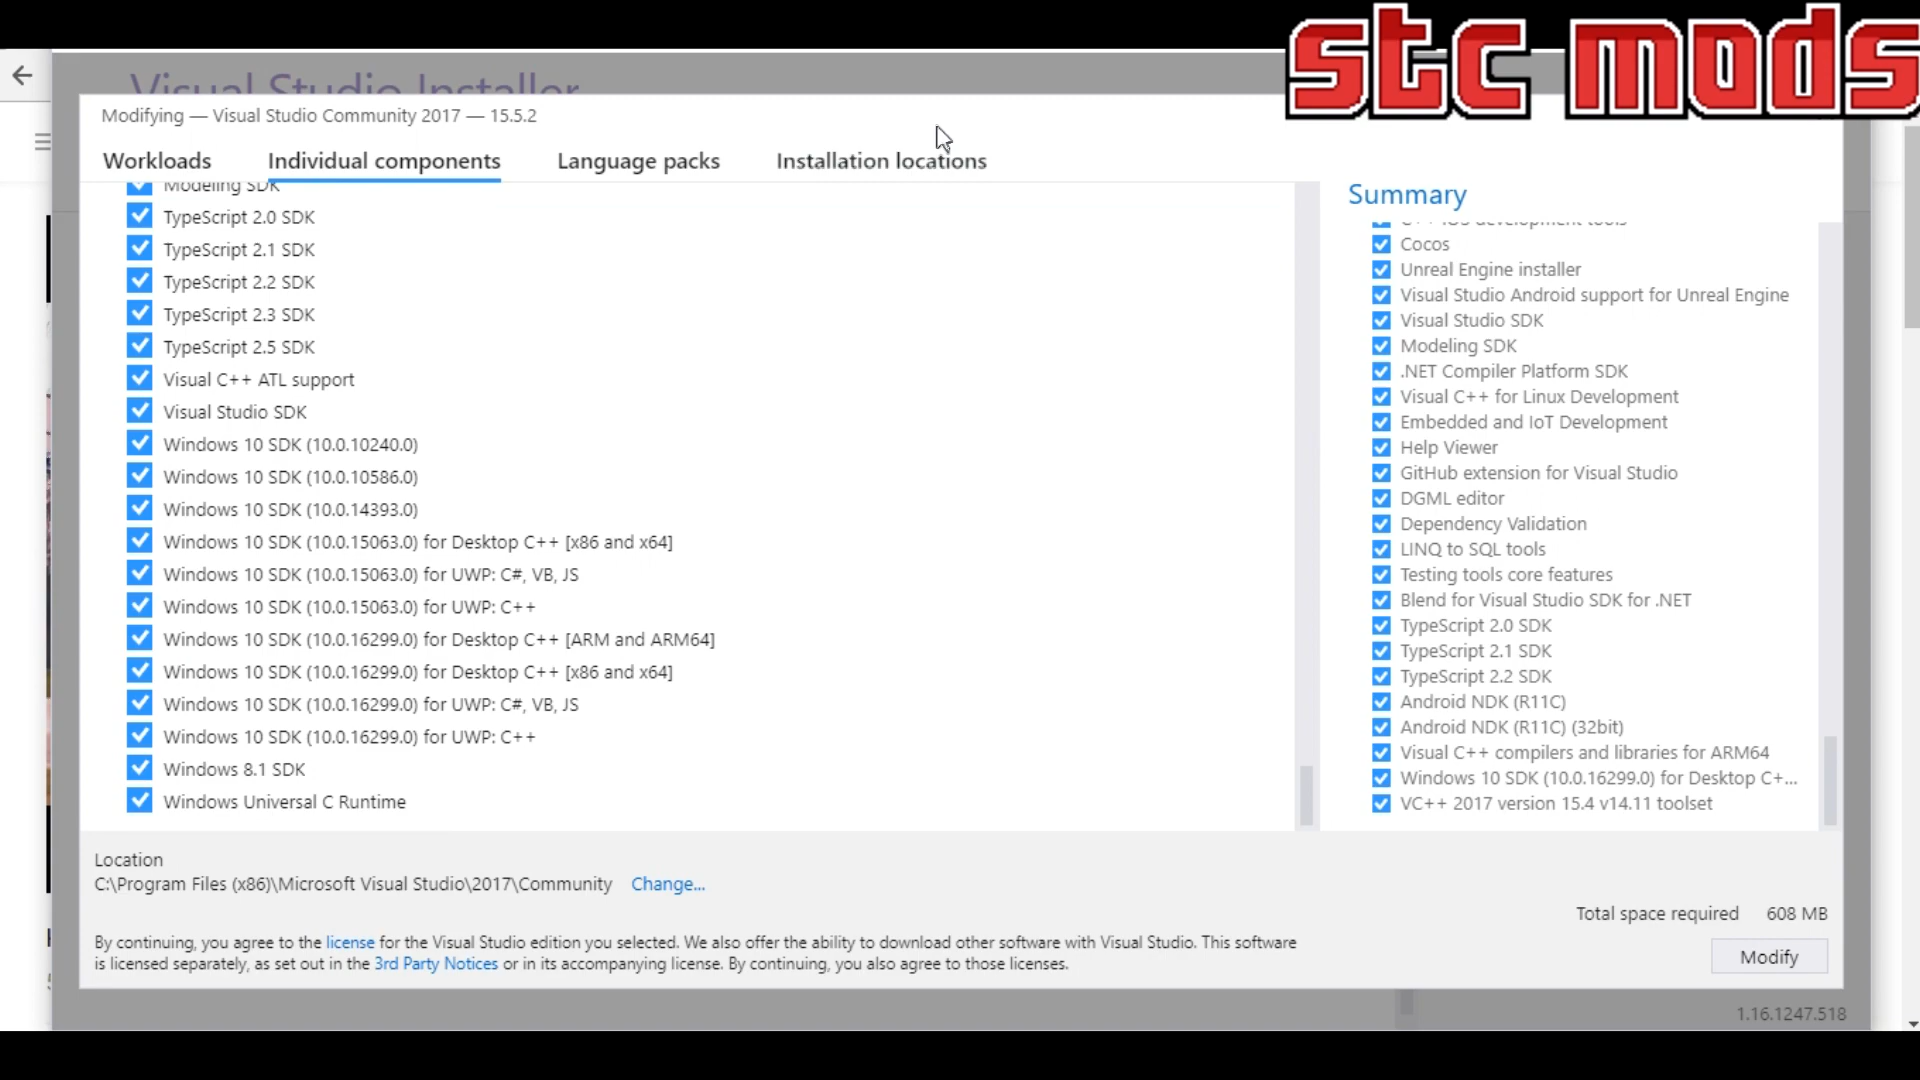 stc mods
Visual Studio Installer
Modifying — Visual Studio Community 2017 — 15.5.2
Workloads
Individual components
Language packs
Installation locations
Modeling SDK
TypeScript 2.0 SDK
TypeScript 2.1 SDK
TypeScript 2.2 SDK
TypeScript 2.3 SDK
TypeScript 2.5 SDK
Visual C++ ATL support
Visual Studio SDK
Windows 10 SDK (10.0.10240.0)
Windows 10 SDK (10.0.10586.0)
Windows 10 SDK (10.0.14393.0)
Windows 10 SDK (10.0.15063.0) for Desktop C++ [x86 and x64]
Windows 10 SDK (10.0.15063.0) for UWP: C#, VB, JS
Windows 10 SDK (10.0.15063.0) for UWP: C++
Windows 10 SDK (10.0.16299.0) for Desktop C++ [ARM and ARM64]
Windows 10 SDK (10.0.16299.0) for Desktop C++ [x86 and x64]
Windows 10 SDK (10.0.16299.0) for UWP: C#, VB, JS
Windows 10 SDK (10.0.16299.0) for UWP: C++
Windows 8.1 SDK
Windows Universal C Runtime
Summary
C++ iOS development tools
Cocos
Unreal Engine installer
Visual Studio Android support for Unreal Engine
Visual Studio SDK
Modeling SDK
.NET Compiler Platform SDK
Visual C++ for Linux Development
Embedded and IoT Development
Help Viewer
GitHub extension for Visual Studio
DGML editor
Dependency Validation
LINQ to SQL tools
Testing tools core features
Blend for Visual Studio SDK for .NET
TypeScript 2.0 SDK
TypeScript 2.1 SDK
TypeScript 2.2 SDK
Android NDK (R11C)
Android NDK (R11C) (32bit)
Visual C++ compilers and libraries for ARM64
Windows 10 SDK (10.0.16299.0) for Desktop C+...
VC++ 2017 version 15.4 v14.11 toolset
Location
C:\Program Files (x86)\Microsoft Visual Studio\2017\Community Change...
Total space required 608 MB
By continuing, you agree to the license for the Visual Studio edition you selected. We also offer the ability to download other software with Visual Studio. This software
is licensed separately, as set out in the 3rd Party Notices or in its accompanying license. By continuing, you also agree to those licenses.
Modify
1.16.1247.518